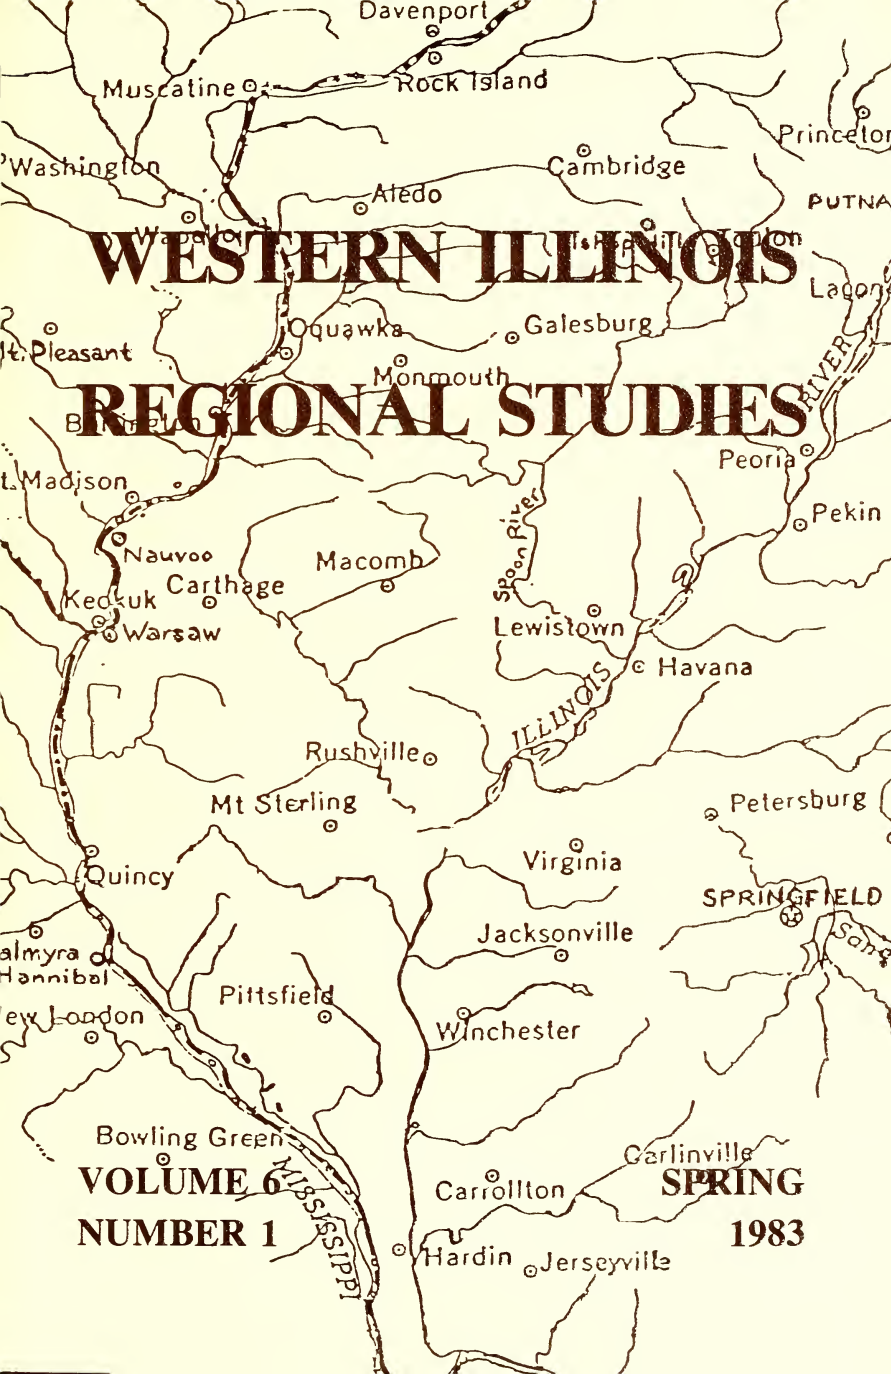 Davenport
Muscatine
Rock Island
Princeton
Washington
Cambridge
Aledo
PUTNA
WESTERN ILLINOIS
Lacon
Oquawka
Galesburg
t. Pleasant
Monmouth
RIVER
REGIONAL STUDIES
Peoria
t. Madison
Pekin
Spoon River
Nauvoo
Macomb
Carthage
Keokuk
Lewistown
Warsaw
Havana
ILLINOIS
Rushville
Mt Sterling
Petersburg
Virginia
Quincy
SPRINGFIELD
Jacksonville
Sang
almyra
Hannibal
Pittsfield
ew London
Winchester
Bowling Green
Carlinville
MISSISSIPPI
VOLUME 6
Carrollton
SPRING
NUMBER 1
1983
Hardin
Jerseyville